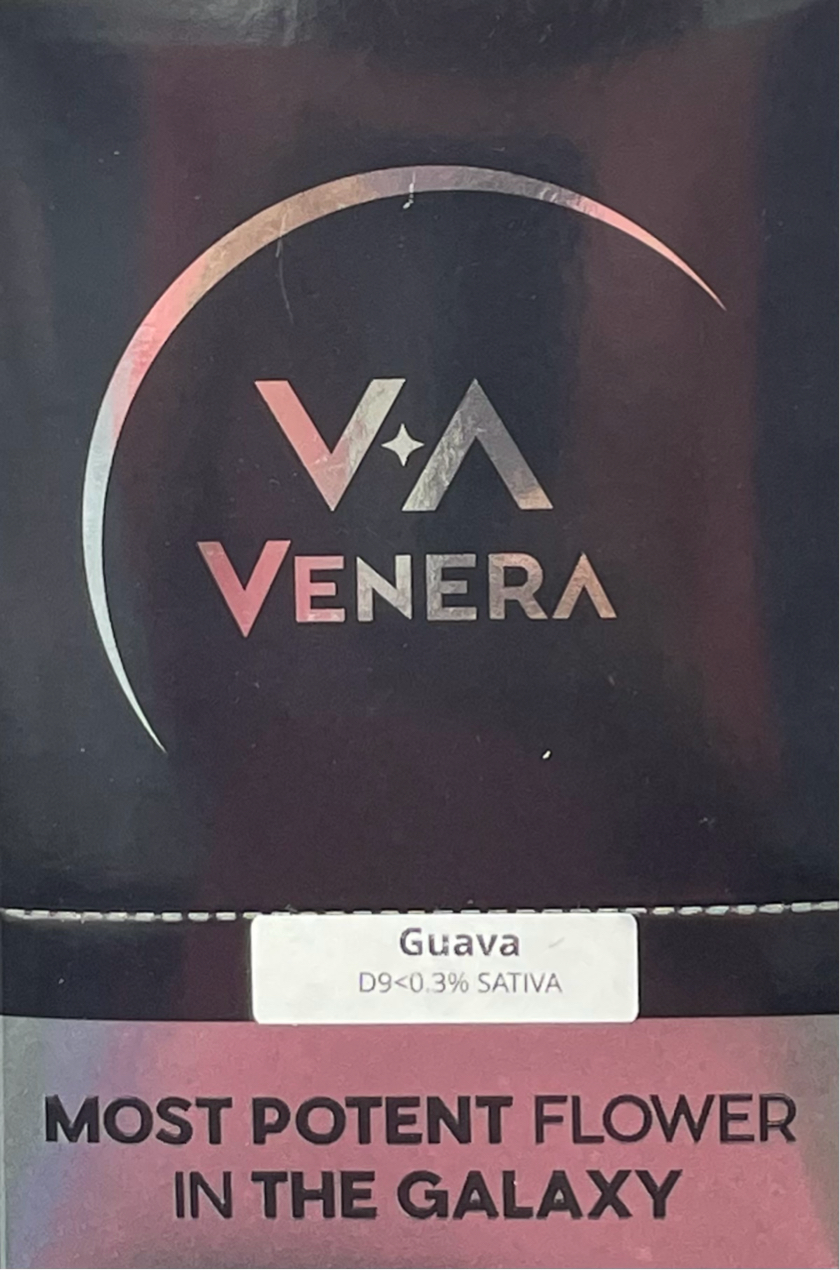 V✦A
VENERA
Guava
D9<0.3% SATIVA
MOST POTENT FLOWER
IN THE GALAXY